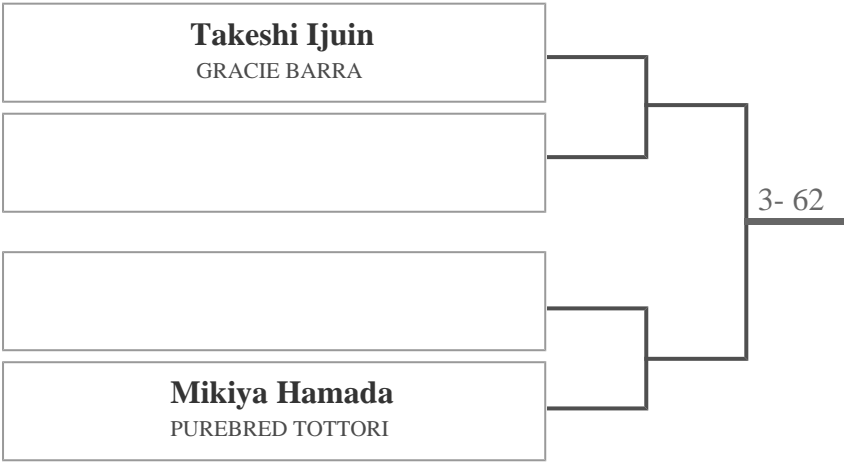 Takeshi Ijuin
GRACIE BARRA
3- 62
Mikiya Hamada
PUREBRED TOTTORI